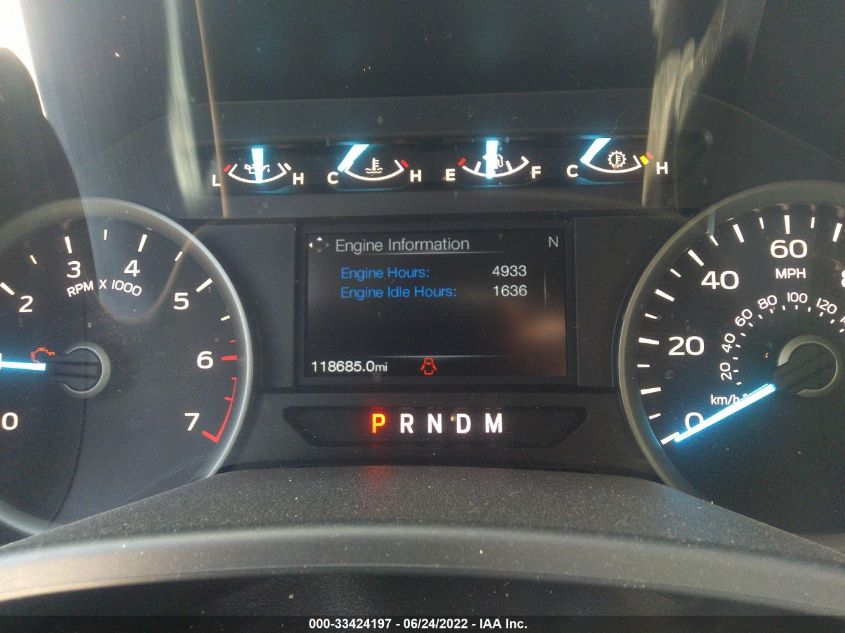 L H C H E F C H
Engine Information N
Engine Hours: 4933
Engine Idle Hours: 1636
118685.0mi
0 2 3 4 5 6 7
RPM X 1000
P R N D M
0 20 40 60
MPH
20 40 60 80 100 120
km/h
000-33424197 - 06/24/2022 - IAA Inc.